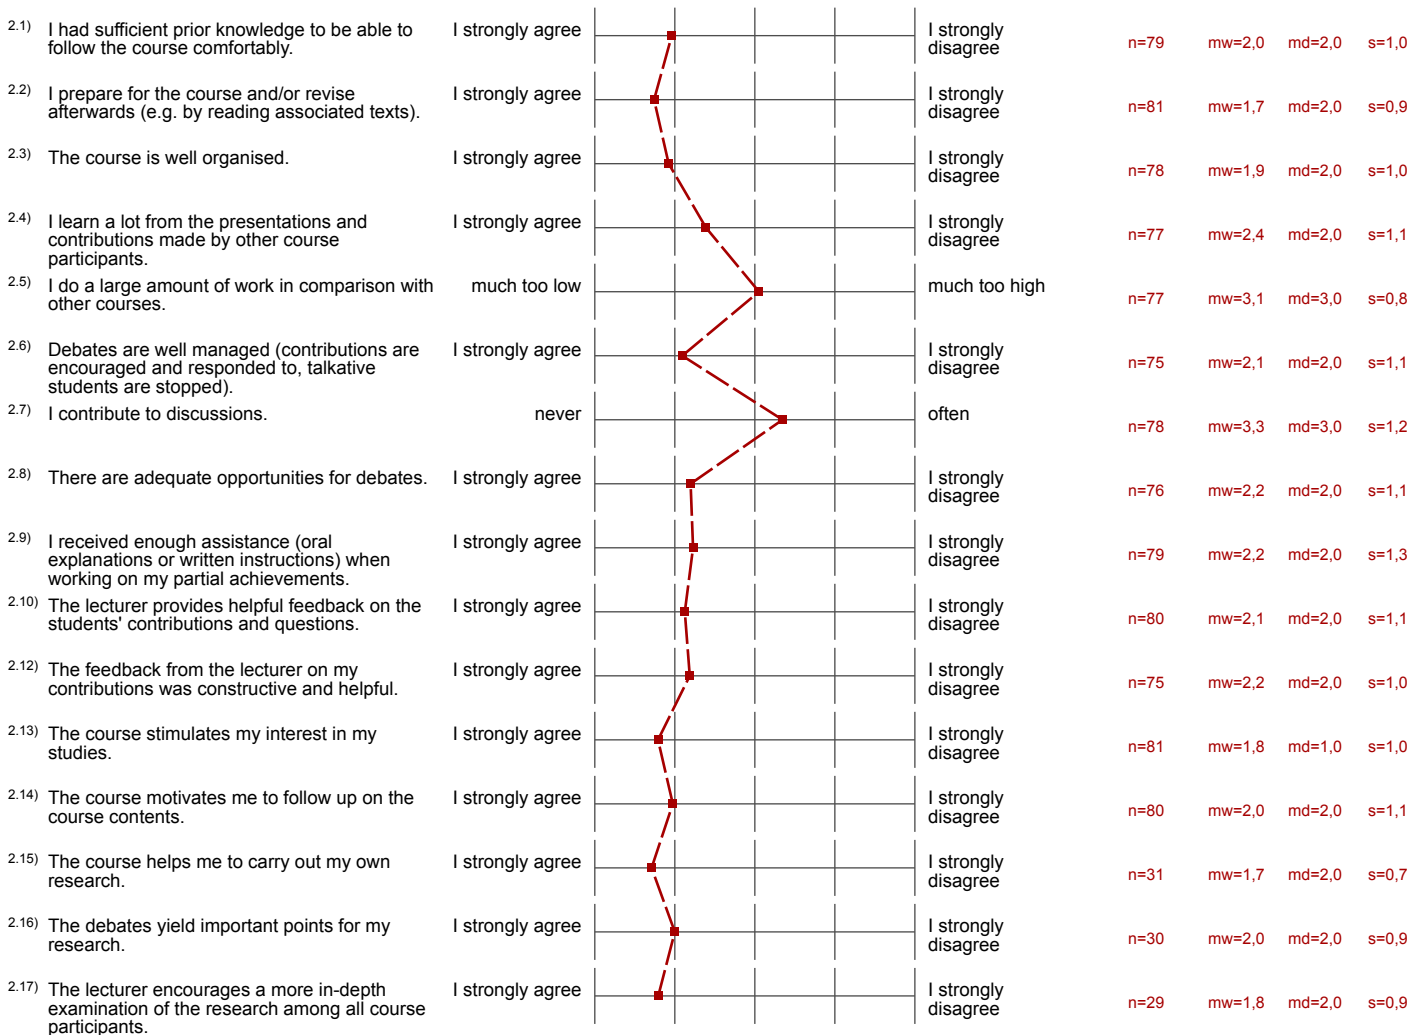 2.1) I had sufficient prior knowledge to be able to I strongly agree I strongly
follow the course comfortably. disagree n=79 mw=2,0 md=2,0 s=1,0
2.2) I prepare for the course and/or revise I strongly agree I strongly
afterwards (e.g. by reading associated texts). disagree n=81 mw=1,7 md=2,0 s=0,9
2.3) The course is well organised. I strongly agree I strongly
disagree n=78 mw=1,9 md=2,0 s=1,0
2.4) I learn a lot from the presentations and I strongly agree I strongly
contributions made by other course disagree n=77 mw=2,4 md=2,0 s=1,1
participants.
2.5) I do a large amount of work in comparison with much too low much too high
other courses. n=77 mw=3,1 md=3,0 s=0,8
2.6) Debates are well managed (contributions are I strongly agree I strongly
encouraged and responded to, talkative disagree n=75 mw=2,1 md=2,0 s=1,1
students are stopped).
2.7) I contribute to discussions. never often
n=78 mw=3,3 md=3,0 s=1,2
2.8) There are adequate opportunities for debates. I strongly agree I strongly
disagree n=76 mw=2,2 md=2,0 s=1,1
2.9) I received enough assistance (oral I strongly agree I strongly
explanations or written instructions) when disagree n=79 mw=2,2 md=2,0 s=1,3
working on my partial achievements.
2.10) The lecturer provides helpful feedback on the I strongly agree I strongly
students' contributions and questions. disagree n=80 mw=2,1 md=2,0 s=1,1
2.12) The feedback from the lecturer on my I strongly agree I strongly
contributions was constructive and helpful. disagree n=75 mw=2,2 md=2,0 s=1,0
2.13) The course stimulates my interest in my I strongly agree I strongly
studies. disagree n=81 mw=1,8 md=1,0 s=1,0
2.14) The course motivates me to follow up on the I strongly agree I strongly
course contents. disagree n=80 mw=2,0 md=2,0 s=1,1
2.15) The course helps me to carry out my own I strongly agree I strongly
research. disagree n=31 mw=1,7 md=2,0 s=0,7
2.16) The debates yield important points for my I strongly agree I strongly
research. disagree n=30 mw=2,0 md=2,0 s=0,9
2.17) The lecturer encourages a more in-depth I strongly agree I strongly
examination of the research among all course disagree n=29 mw=1,8 md=2,0 s=0,9
participants.